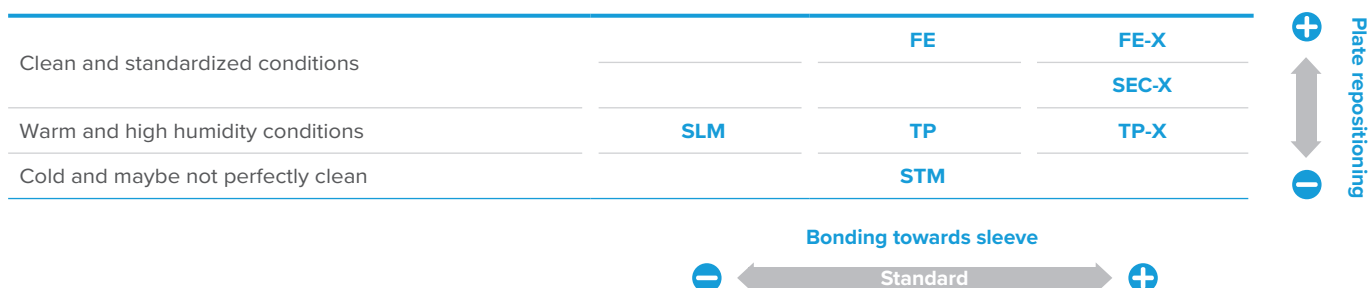 FE FE-X
Clean and standardized conditions
SEC-X
Warm and high humidity conditions SLM TP TP-X
Cold and maybe not perfectly clean STM
Plate repositioning
Bonding towards sleeve
Standard